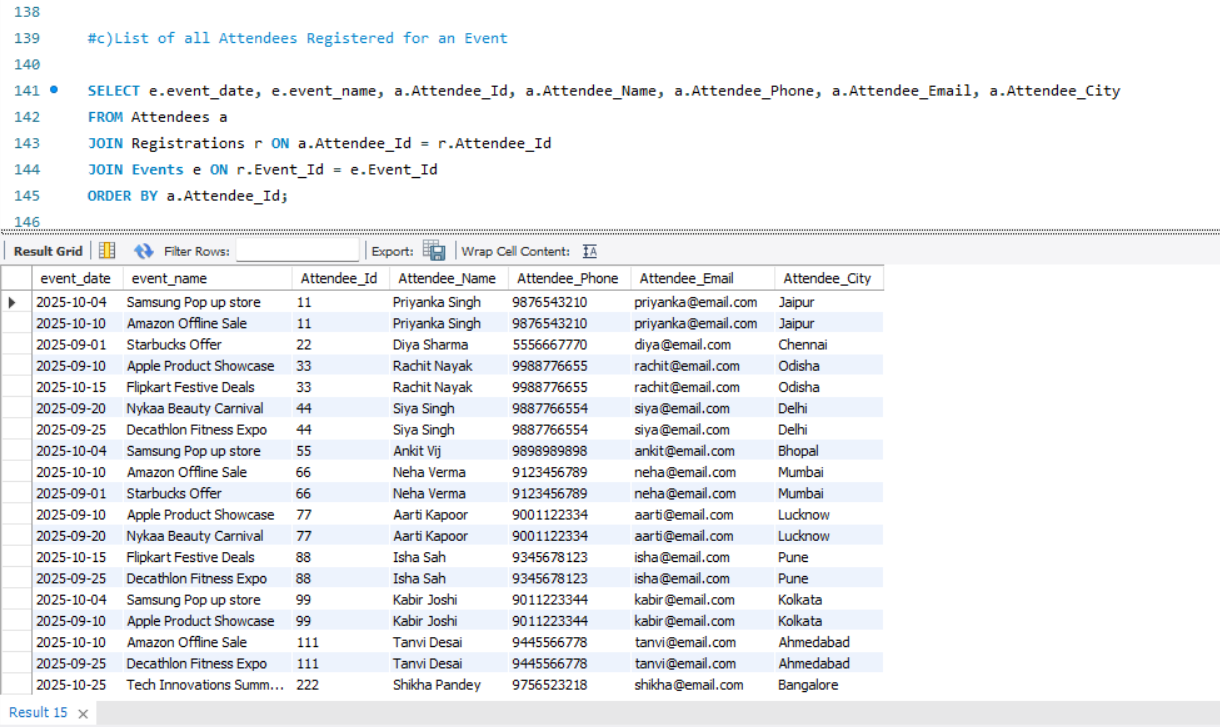 138
139 #c)List of all Attendees Registered for an Event
140
141 SELECT e.event_date, e.event_name, a.Attendee_Id, a.Attendee_Name, a.Attendee_Phone, a.Attendee_Email, a.Attendee_City
142 FROM Attendees a
143 JOIN Registrations r ON a.Attendee_Id = r.Attendee_Id
144 JOIN Events e ON r.Event_Id = e.Event_Id
145 ORDER BY a.Attendee_Id;
146
Result Grid Filter Rows: Export: Wrap Cell Content: IA
event_date event_name Attendee_Id Attendee_Name Attendee_Phone Attendee_Email Attendee_City
2025-10-04 Samsung Pop up store 11 Priyanka Singh 9876543210 priyanka@email.com Jaipur
2025-10-10 Amazon Offline Sale 11 Priyanka Singh 9876543210 priyanka@email.com Jaipur
2025-09-01 Starbucks Offer 22 Diya Sharma 5556667770 diya@email.com Chennai
2025-09-10 Apple Product Showcase 33 Rachit Nayak 9988776655 rachit@email.com Odisha
2025-10-15 Flipkart Festive Deals 33 Rachit Nayak 9988776655 rachit@email.com Odisha
2025-09-20 Nykaa Beauty Carnival 44 Siya Singh 9887766554 siya@email.com Delhi
2025-09-25 Decathlon Fitness Expo 44 Siya Singh 9887766554 siya@email.com Delhi
2025-10-04 Samsung Pop up store 55 Ankit Vij 9898989898 ankit@email.com Bhopal
2025-10-10 Amazon Offline Sale 66 Neha Verma 9123456789 neha@email.com Mumbai
2025-09-01 Starbucks Offer 66 Neha Verma 9123456789 neha@email.com Mumbai
2025-09-10 Apple Product Showcase 77 Aarti Kapoor 9001122334 aarti@email.com Lucknow
2025-09-20 Nykaa Beauty Carnival 77 Aarti Kapoor 9001122334 aarti@email.com Lucknow
2025-10-15 Flipkart Festive Deals 88 Isha Sah 9345678123 isha@email.com Pune
2025-09-25 Decathlon Fitness Expo 88 Isha Sah 9345678123 isha@email.com Pune
2025-10-04 Samsung Pop up store 99 Kabir Joshi 9011223344 kabir@email.com Kolkata
2025-09-10 Apple Product Showcase 99 Kabir Joshi 9011223344 kabir@email.com Kolkata
2025-10-10 Amazon Offline Sale 111 Tanvi Desai 9445566778 tanvi@email.com Ahmedabad
2025-09-25 Decathlon Fitness Expo 111 Tanvi Desai 9445566778 tanvi@email.com Ahmedabad
2025-10-25 Tech Innovations Summ... 222 Shikha Pandey 9756523218 shikha@email.com Bangalore
Result 15